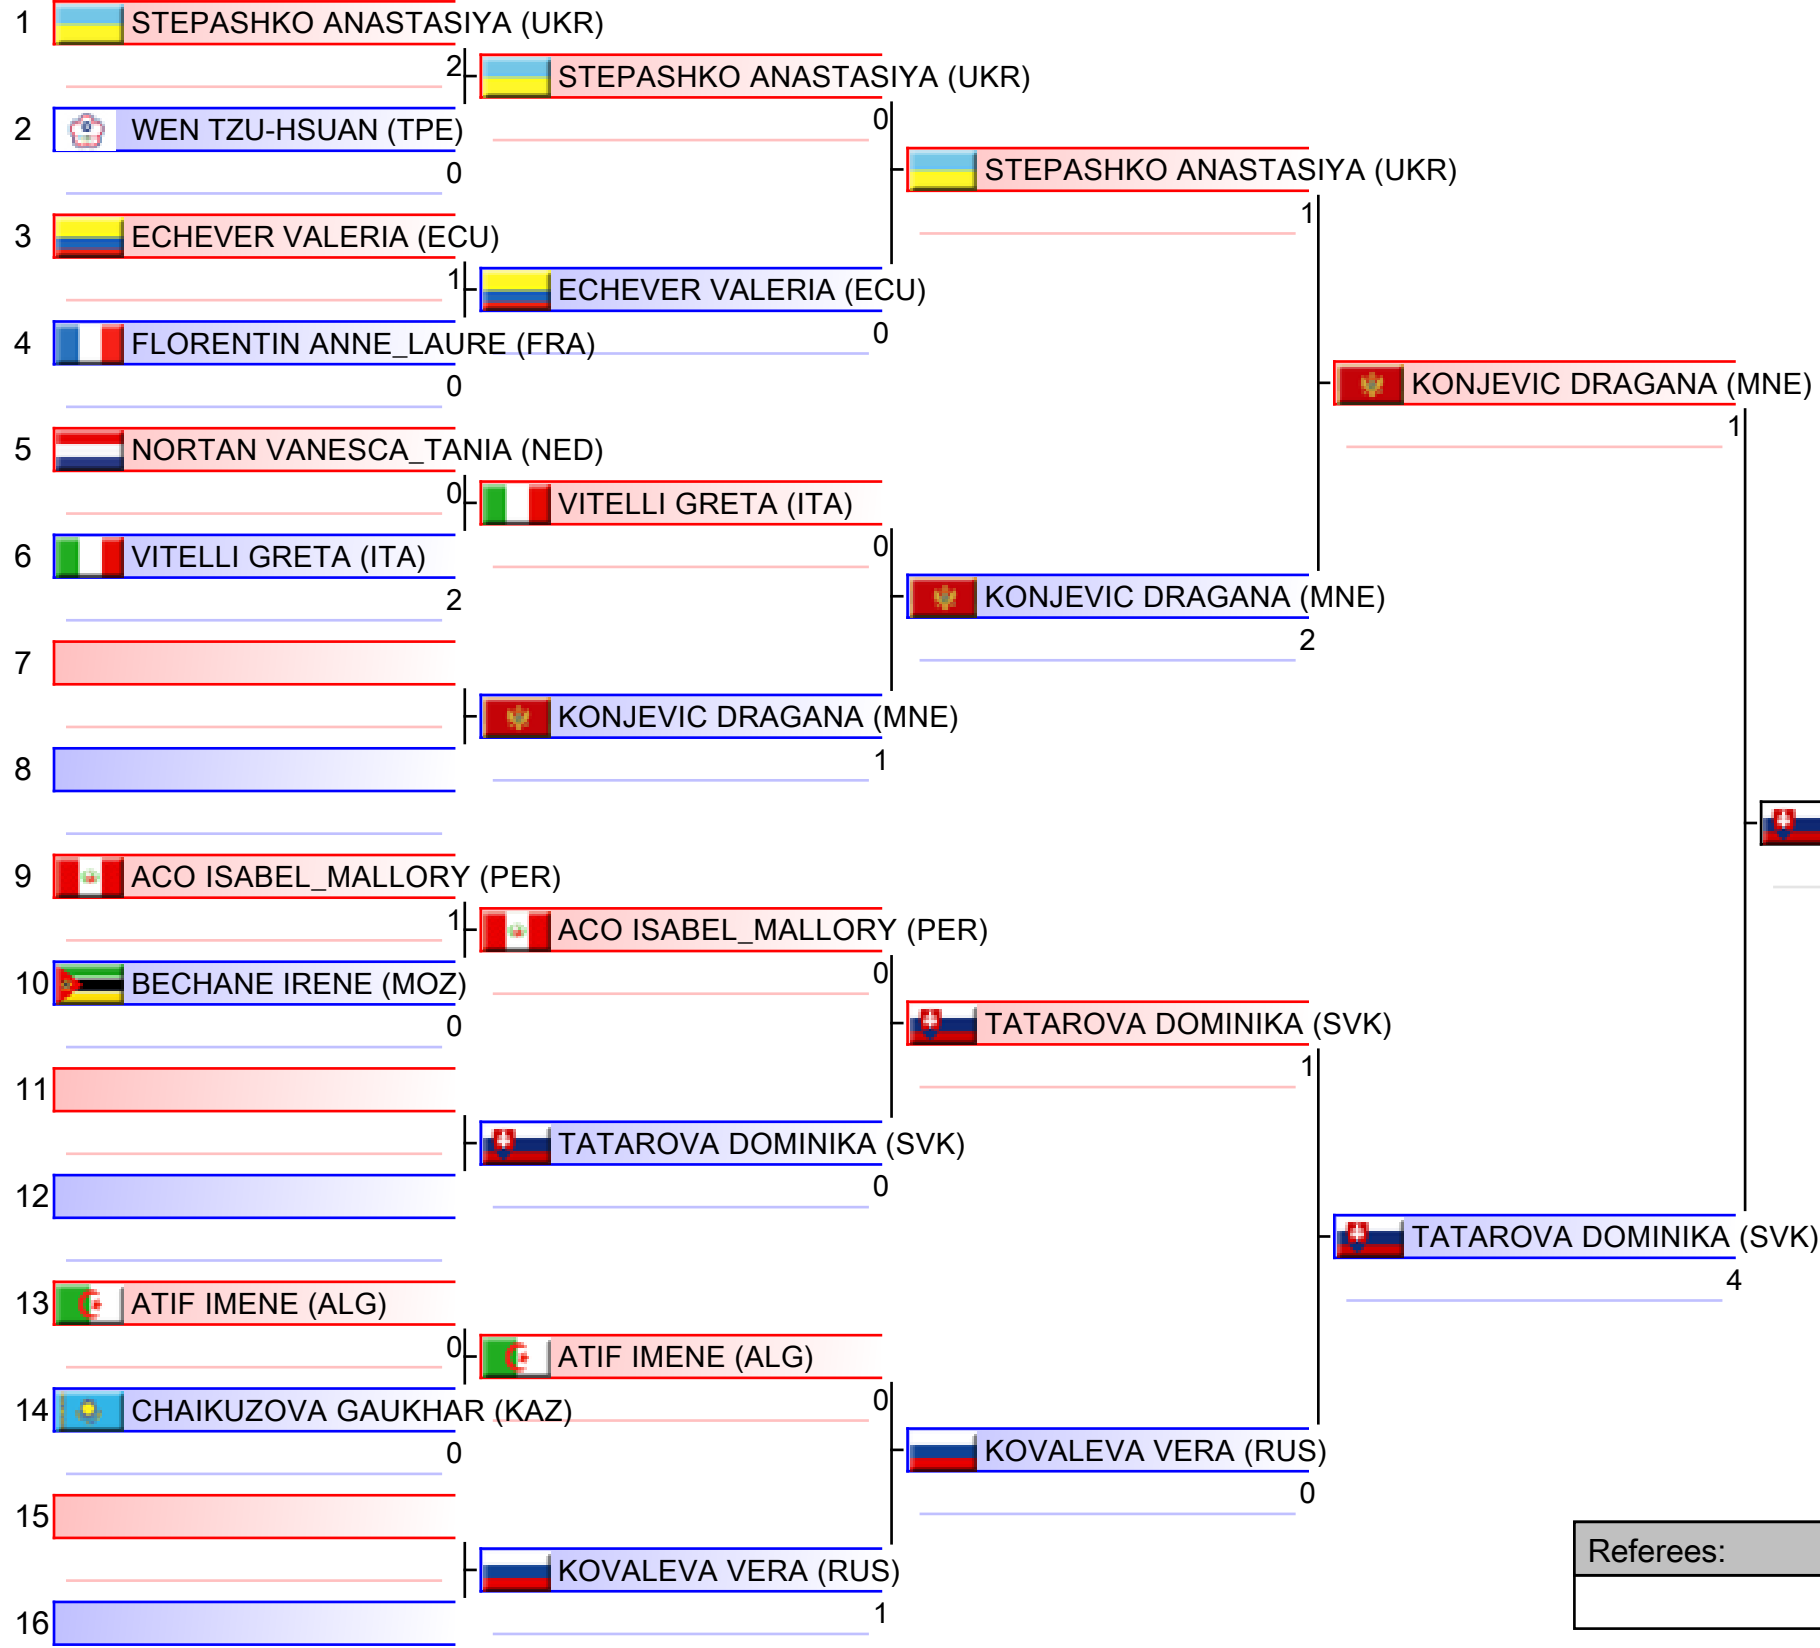 1 STEPASHKO ANASTASIYA (UKR)
2 STEPASHKO ANASTASIYA (UKR)
2 WEN TZU-HSUAN (TPE) 0
0 STEPASHKO ANASTASIYA (UKR)
3 ECHEVER VALERIA (ECU) 1
1 ECHEVER VALERIA (ECU)
4 FLORENTIN ANNE_LAURE (FRA) 0
0 KONJEVIC DRAGANA (MNE)
5 NORTAN VANESCA_TANIA (NED) 1
0 VITELLI GRETA (ITA)
6 VITELLI GRETA (ITA) 0
2 KONJEVIC DRAGANA (MNE)
7 2
KONJEVIC DRAGANA (MNE)
8 1
9 ACO ISABEL_MALLORY (PER)
1 ACO ISABEL_MALLORY (PER)
10 BECHANE IRENE (MOZ) 0
0 TATAROVA DOMINIKA (SVK)
11 1
TATAROVA DOMINIKA (SVK)
12 0
TATAROVA DOMINIKA (SVK)
13 ATIF IMENE (ALG) 4
0 ATIF IMENE (ALG)
14 CHAIKUZOVA GAUKHAR (KAZ) 0
0 KOVALEVA VERA (RUS)
15 0
Referees:
KOVALEVA VERA (RUS)
16 1